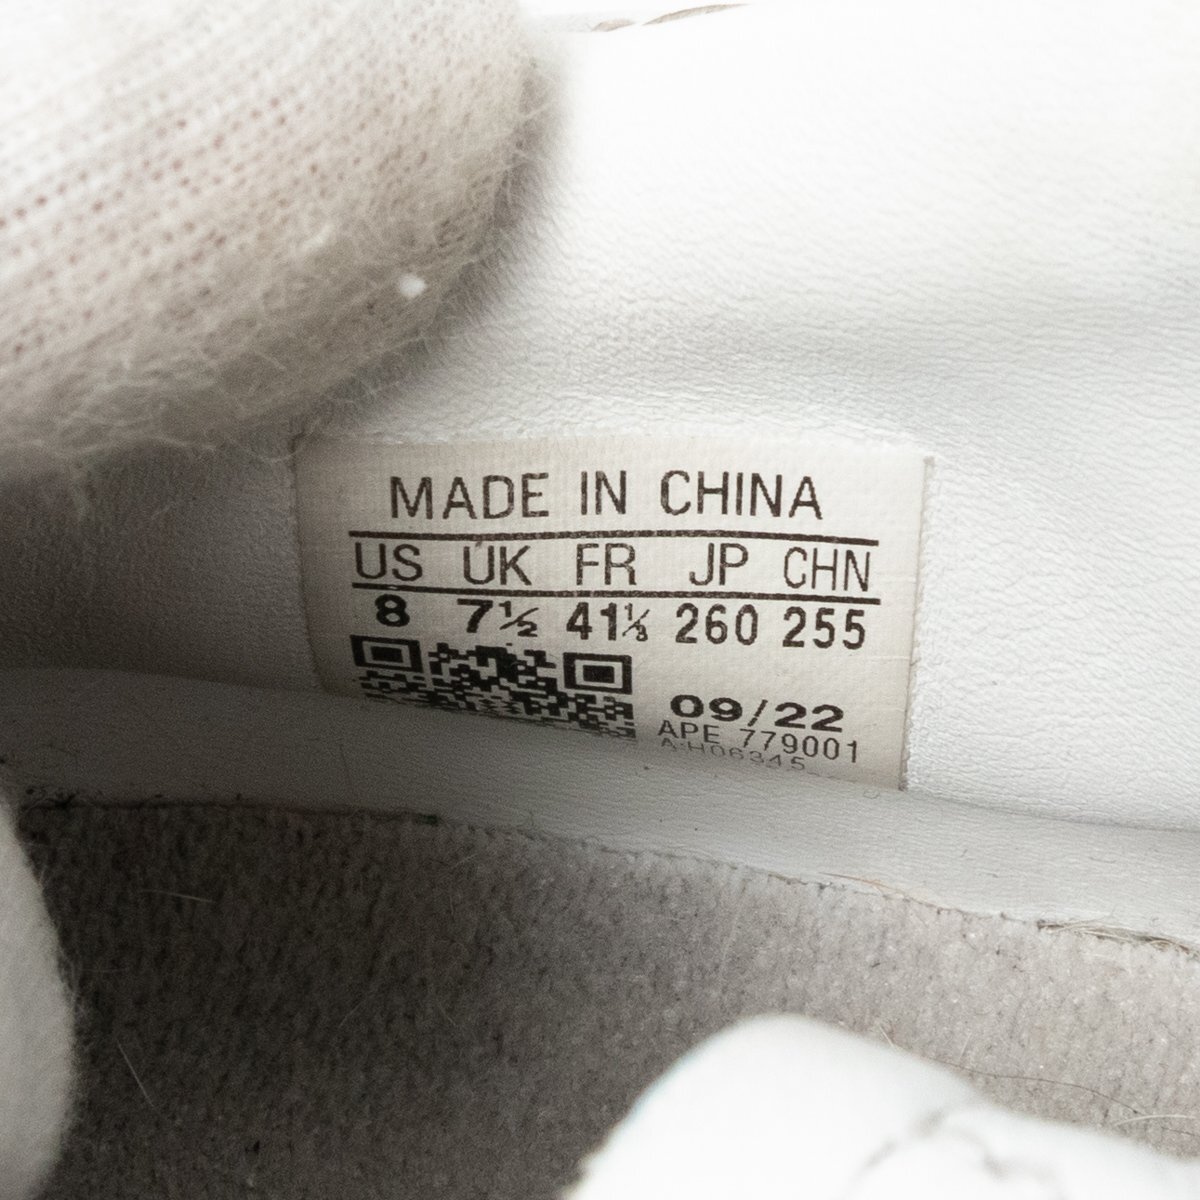 MADE IN CHINA
US UK FR JP CHN
8 7½ 41⅓ 260 255
09/22
APE 779001
A:H06345